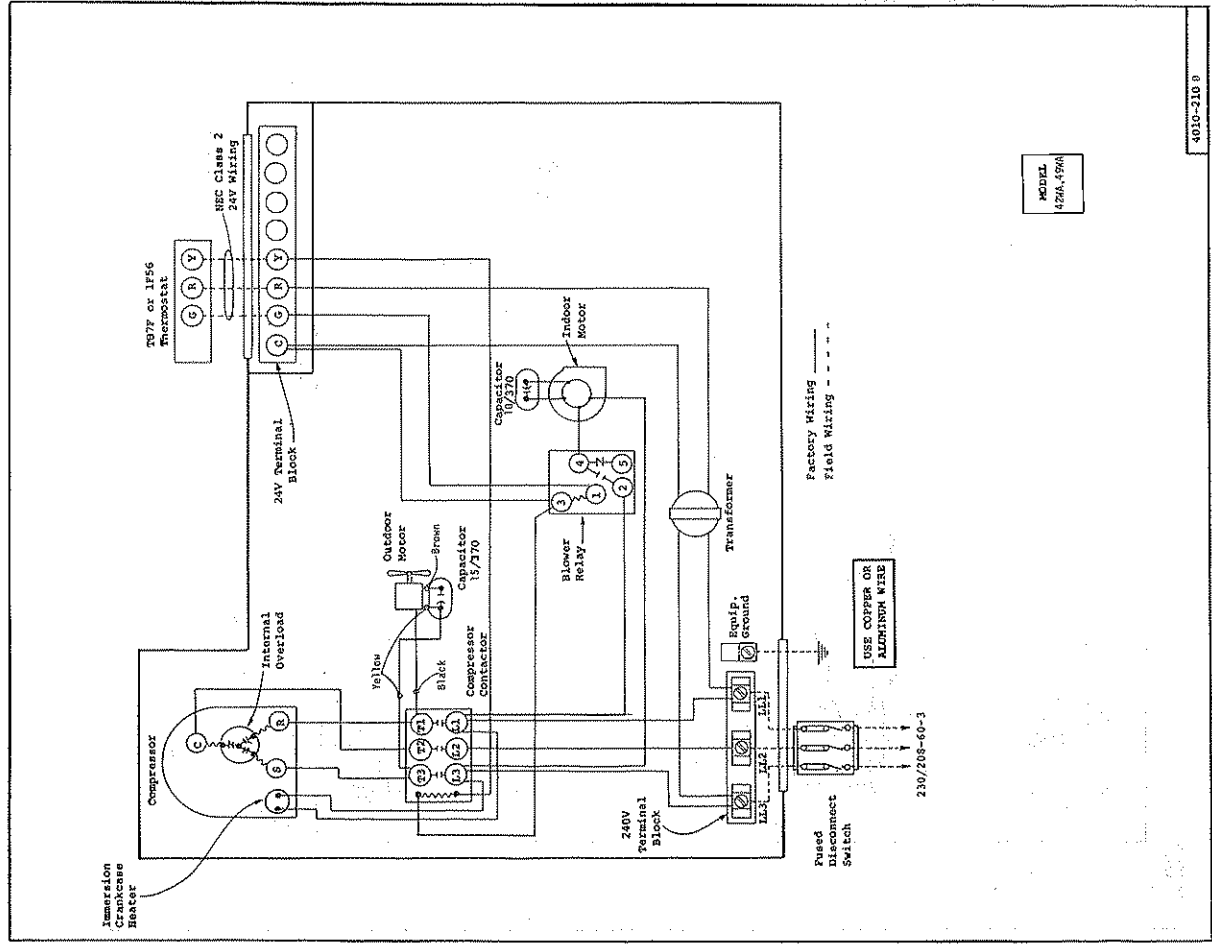 Immersion
Crankcase
Heater
Compressor
Internal
Overload
C
S
R
T87F or 1F56
Thermostat
G
R
Y
NEC Class 2
24V Wiring
C
G
R
Y
24V Terminal
Block
Outdoor
Motor
Brown
Capacitor
15/370
Yellow
Black
Compressor
Contactor
T3
T2
T1
L3
L2
L1
Capacitor
10/370
Indoor
Motor
Blower
Relay
3
1
4
2
5
Transformer
240V
Terminal
Block
LL3
LL2
LL1
Equip.
Ground
Fused
Disconnect
Switch
230/208-60-3
USE COPPER OR
ALUMINUM WIRE
Factory Wiring
Field Wiring
MODEL
42WA,49WA
4010-210